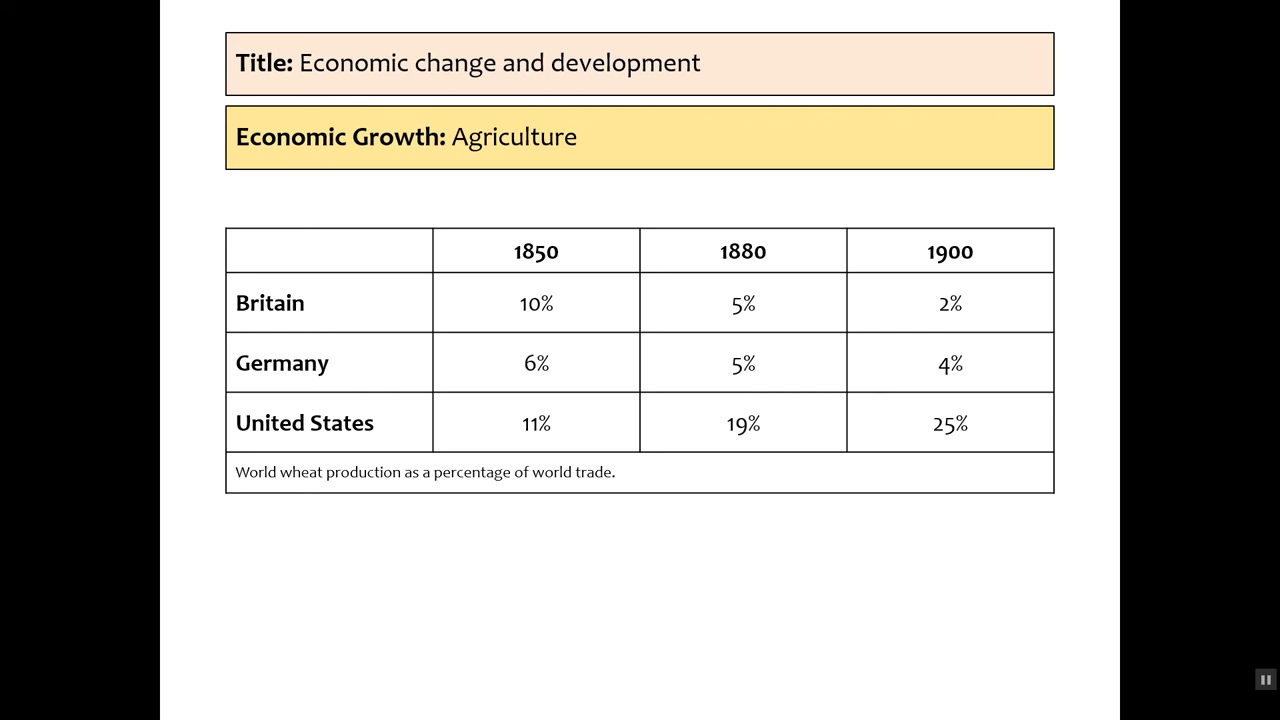 Title: Economic change and development
Economic Growth: Agriculture
1850 1880 1900
Britain 10% 5% 2%
Germany 6% 5% 4%
United States 11% 19% 25%
World wheat production as a percentage of world trade.